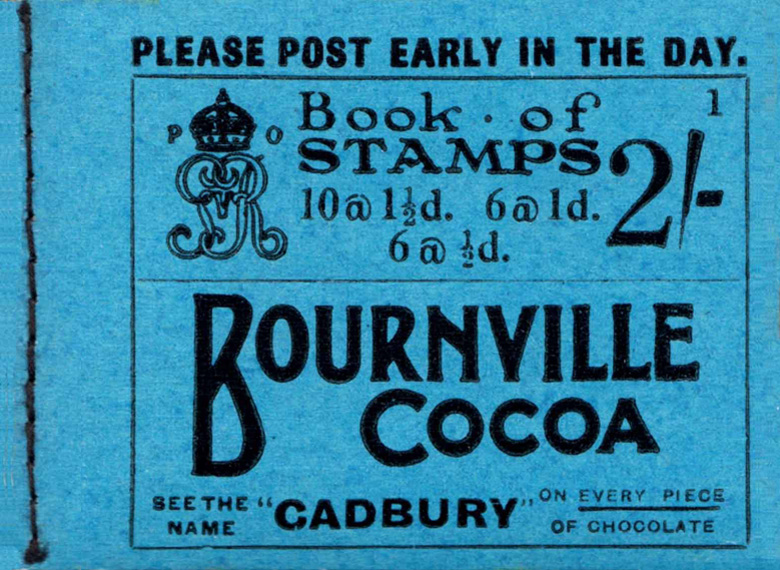 PLEASE POST EARLY IN THE DAY.
P O
GVR
Book · of
1
STAMPS
2/-
10@1½d. 6@1d.
6@½d.
BOURNVILLE
COCOA
SEE THE NAME "CADBURY" ON EVERY PIECE OF CHOCOLATE